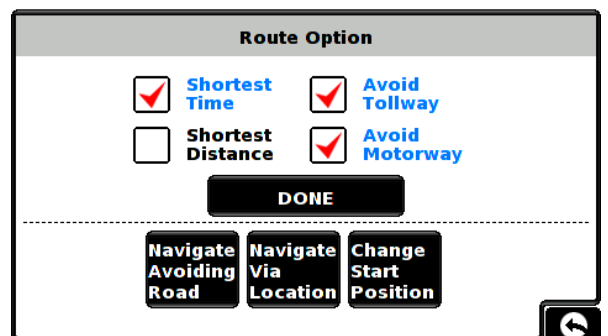 Route Option
Shortest Time
Avoid Tollway
Shortest Distance
Avoid Motorway
DONE
Navigate Avoiding Road
Navigate Via Location
Change Start Position